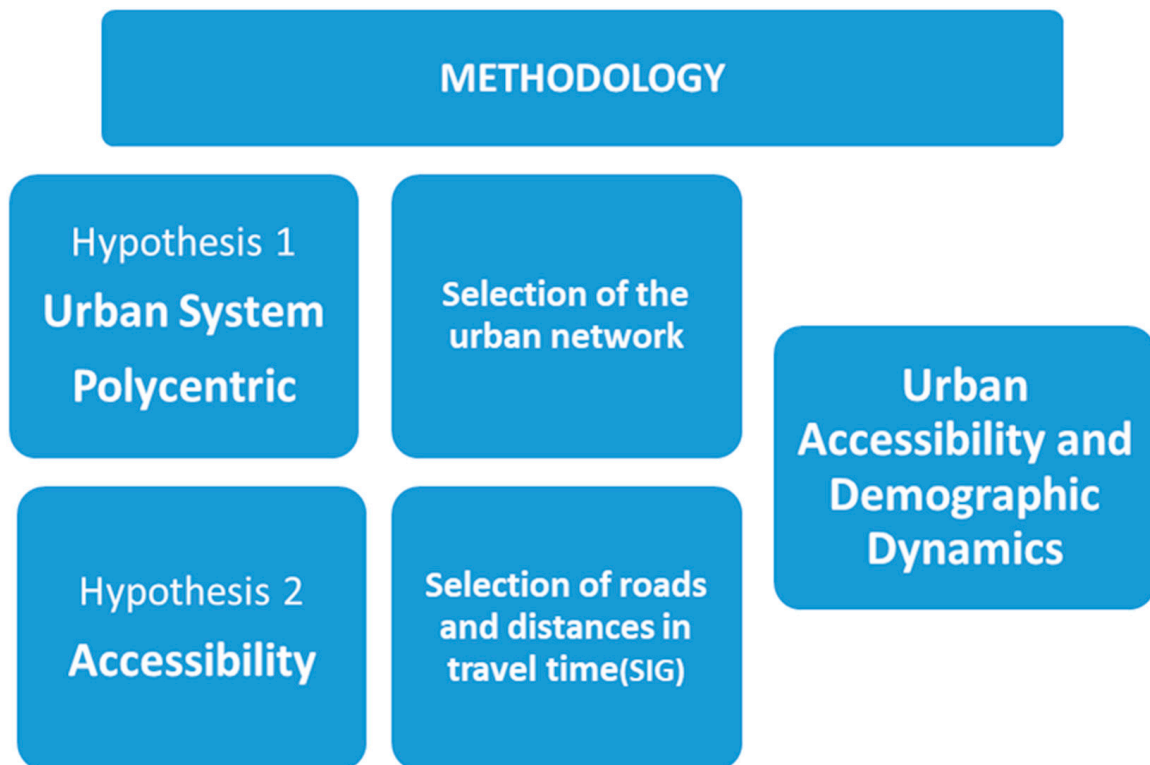 METHODOLOGY
Hypothesis 1
Urban System
Polycentric
Selection of the
urban network
Hypothesis 2
Accessibility
Selection of roads
and distances in
travel time(SIG)
Urban
Accessibility and
Demographic
Dynamics